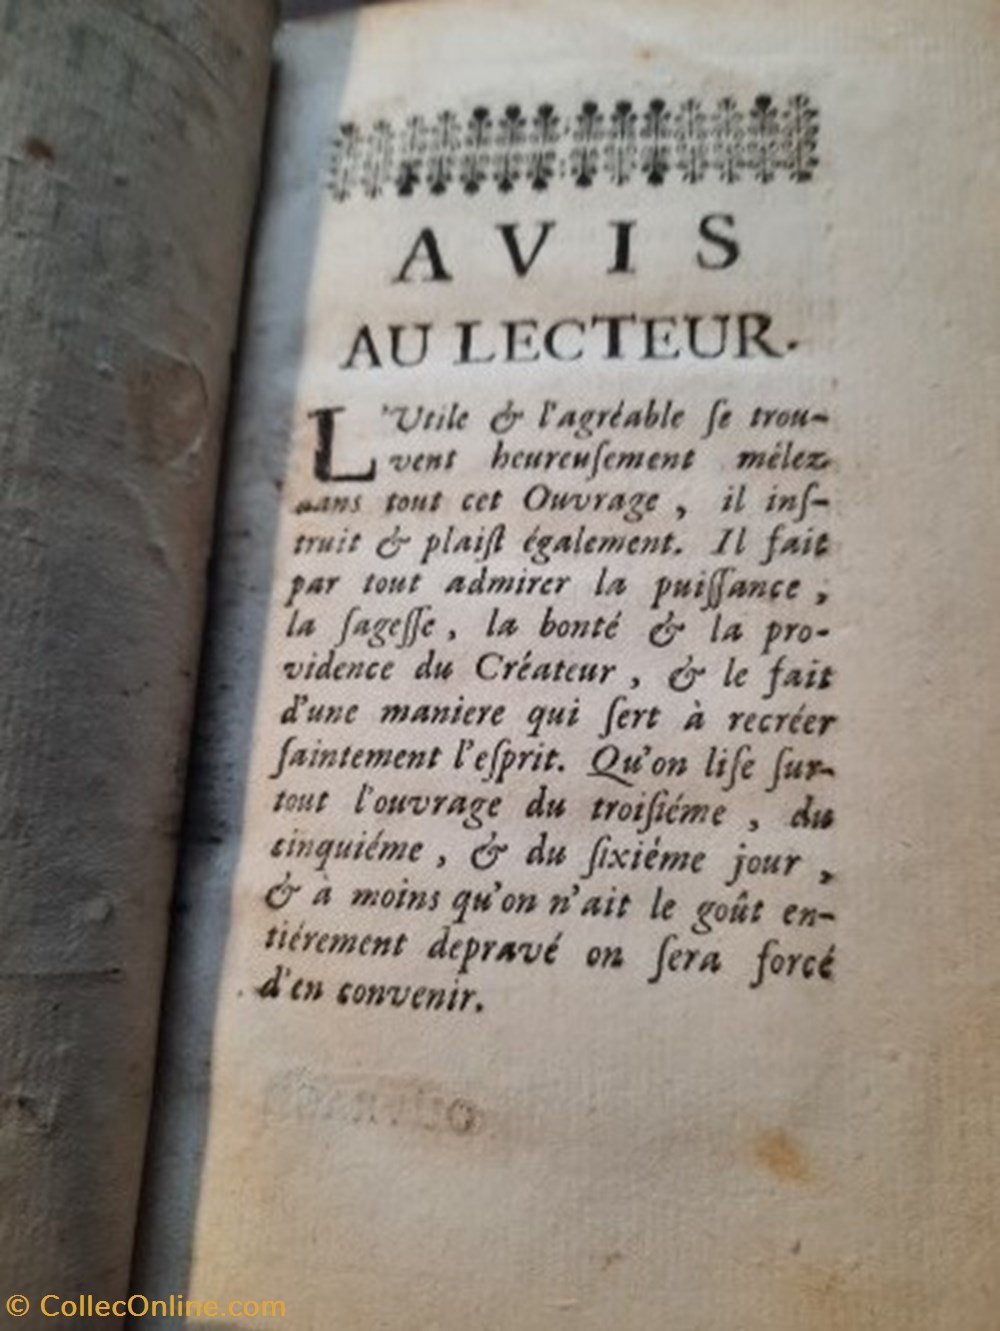 AVIS
AU LECTEUR.
L'Utile & l'agréable ſe trou-
vent heureuſement mêlez
dans tout cet Ouvrage, il inſ-
truit & plaiſt également. Il fait
par tout admirer la puiſſance,
la ſageſſe, la bonté & la pro-
vidence du Créateur, & le fait
d'une maniere qui ſert à recréer
ſaintement l'eſprit. Qu'on liſe ſur-
tout l'ouvrage du troiſiéme, du
cinquiéme, & du ſixiéme jour,
& à moins qu'on n'ait le goût en-
tiérement depravé on ſera forcé
d'en convenir.
© CollecOnline.com